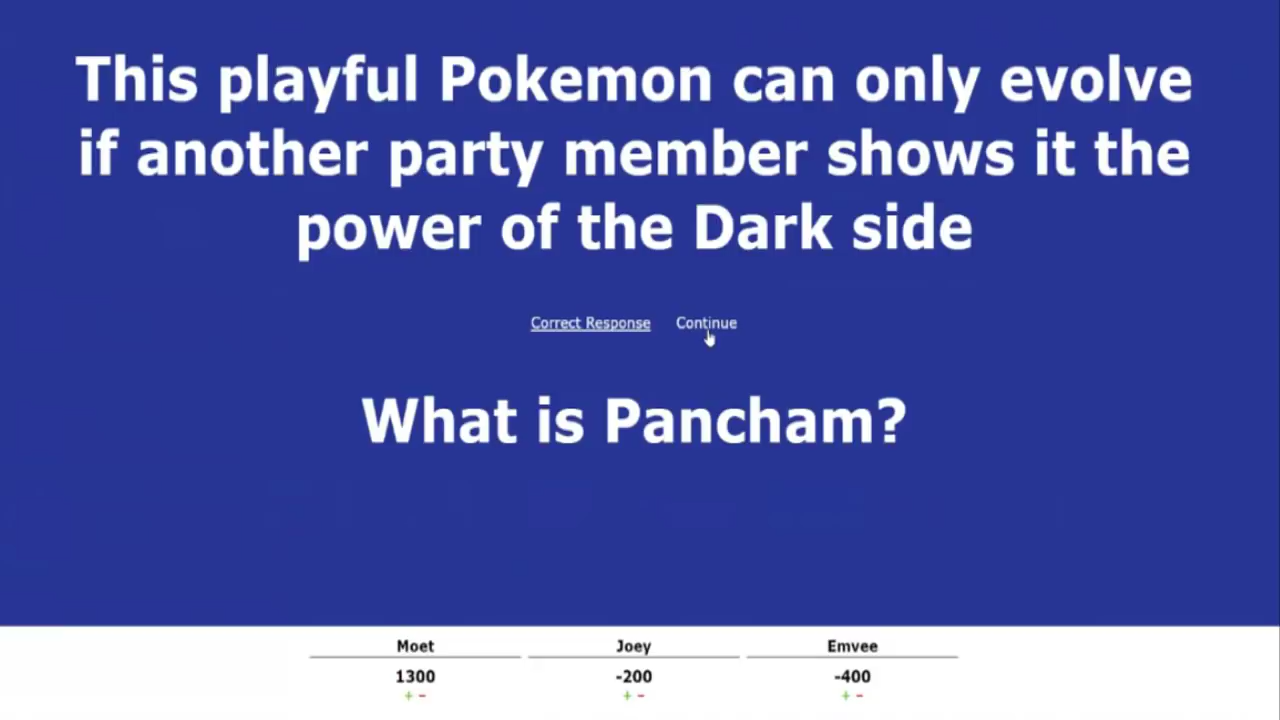 This playful Pokemon can only evolve
if another party member shows it the
power of the Dark side
Correct Response Continue
What is Pancham?
Moet Joey Emvee
1300 -200 -400
+ - + - + -